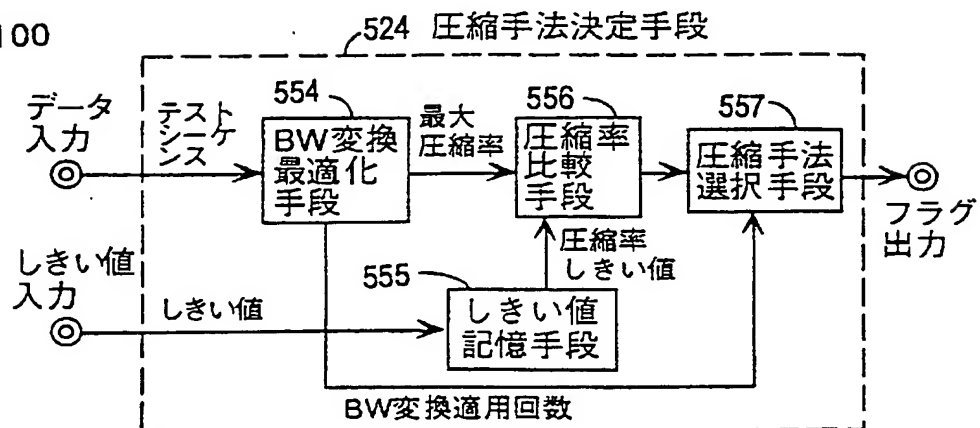 100
524 圧縮手法決定手段
データ
入力
テスト
シーケ
ンス
554
BW変換
最適化
手段
最大
圧縮率
556
圧縮率
比較
手段
557
圧縮手法
選択手段
フラグ
出力
しきい値
入力
しきい値
555
しきい値
記憶手段
圧縮率
しきい値
BW変換適用回数